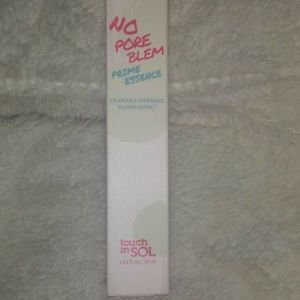 NO
PORE
BLEM
PRIME
ESSENCE
CALENDULA OFFICINALIS
FLOWER EXTRACT
touch
in SOL